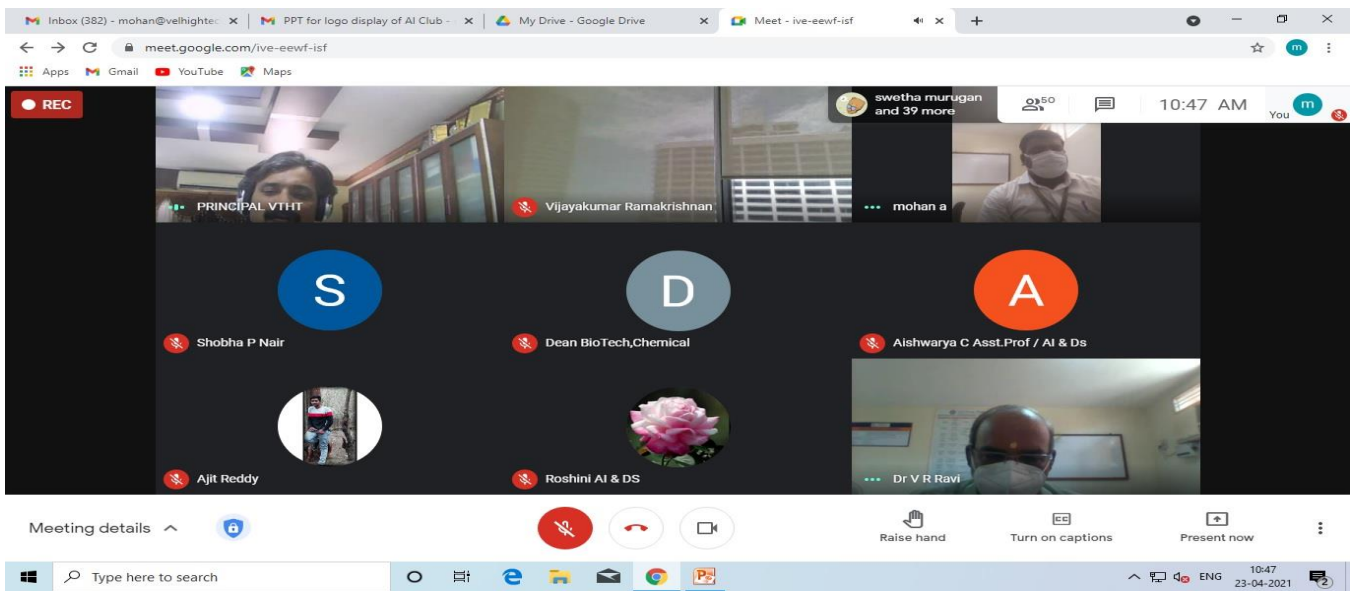 Inbox (382) - mohan@velhightec
PPT for logo display of AI Club -
My Drive - Google Drive
Meet - ive-eewf-isf
meet.google.com/ive-eewf-isf
m
Apps
Gmail
YouTube
Maps
REC
swetha murugan
and 39 more
50
10:47 AM
You
m
PRINCIPAL VTHT
Vijayakumar Ramakrishnan
mohan a
S
D
A
Shobha P Nair
Dean BioTech,Chemical
Aishwarya C Asst.Prof / AI & Ds
Ajit Reddy
Roshini AI & DS
Dr V R Ravi
Meeting details
Raise hand
CC
Turn on captions
Present now
Type here to search
ENG
10:47
23-04-2021
2